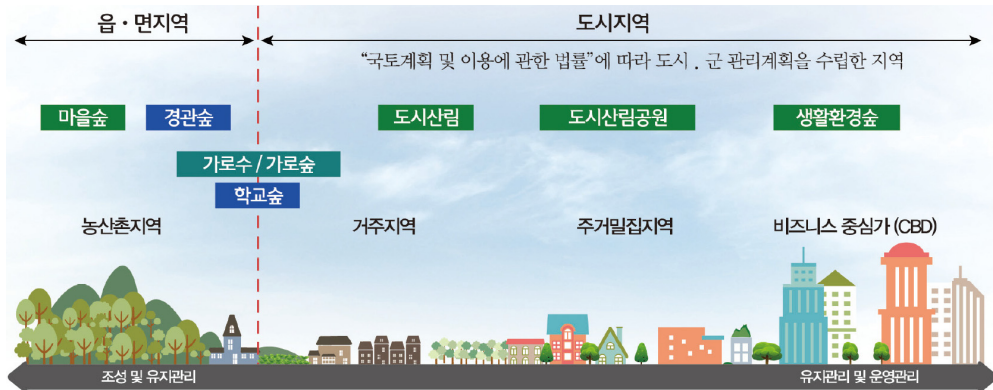 읍·면지역
도시지역
“국토계획 및 이용에 관한 법률”에 따라 도시 . 군 관리계획을 수립한 지역
마을숲
경관숲
도시산림
도시산림공원
생활환경숲
가로수 / 가로숲
학교숲
농산촌지역
거주지역
주거밀집지역
비즈니스 중심가 (CBD)
조성 및 유지관리
유지관리 및 운영관리